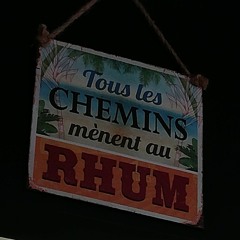 Tous les
CHEMINS
mènent au
RHUM